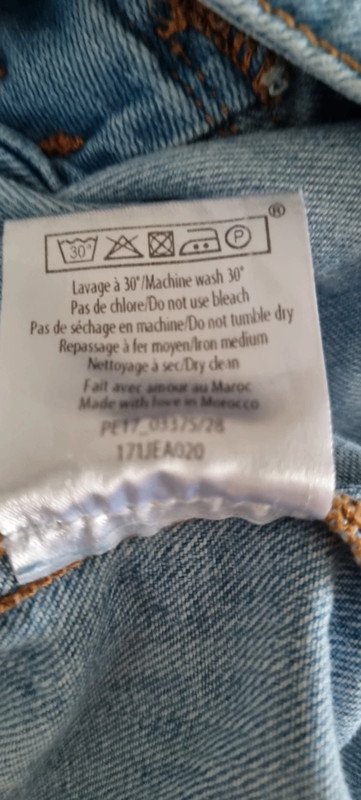 ®
30° P
Lavage à 30°/Machine wash 30°
Pas de chlore/Do not use bleach
Pas de séchage en machine/Do not tumble dry
Repassage à fer moyen/Iron medium
Nettoyage à sec/Dry clean
Fait avec amour au Maroc
Made with love in Morocco
PE17_03375/28
171JEA020